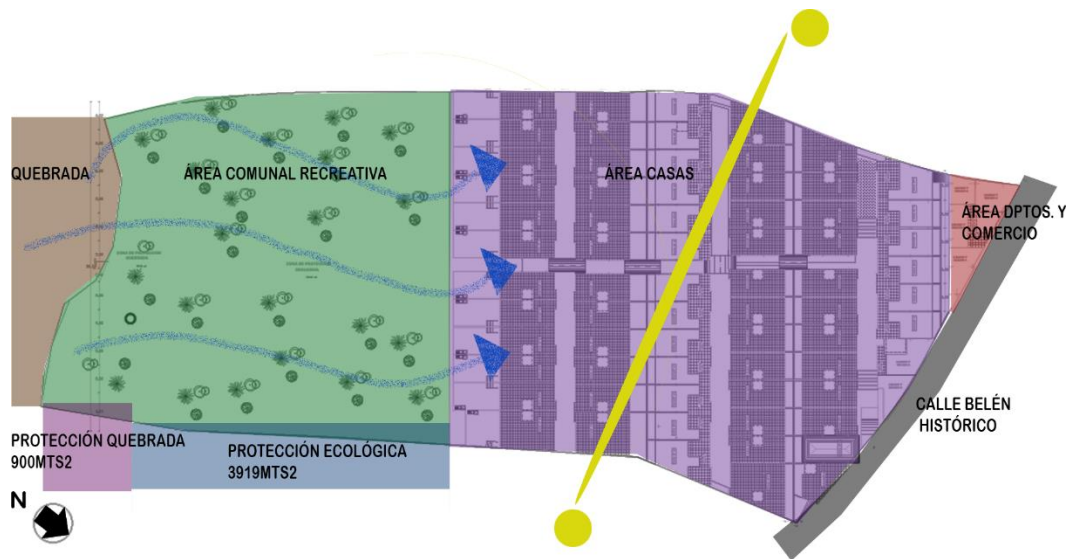 QUEBRADA
ÁREA COMUNAL RECREATIVA
ÁREA CASAS
ÁREA DPTOS. Y
COMERCIO
CALLE BELÉN
HISTÓRICO
PROTECCIÓN QUEBRADA
900MTS2
PROTECCIÓN ECOLÓGICA
3919MTS2
N